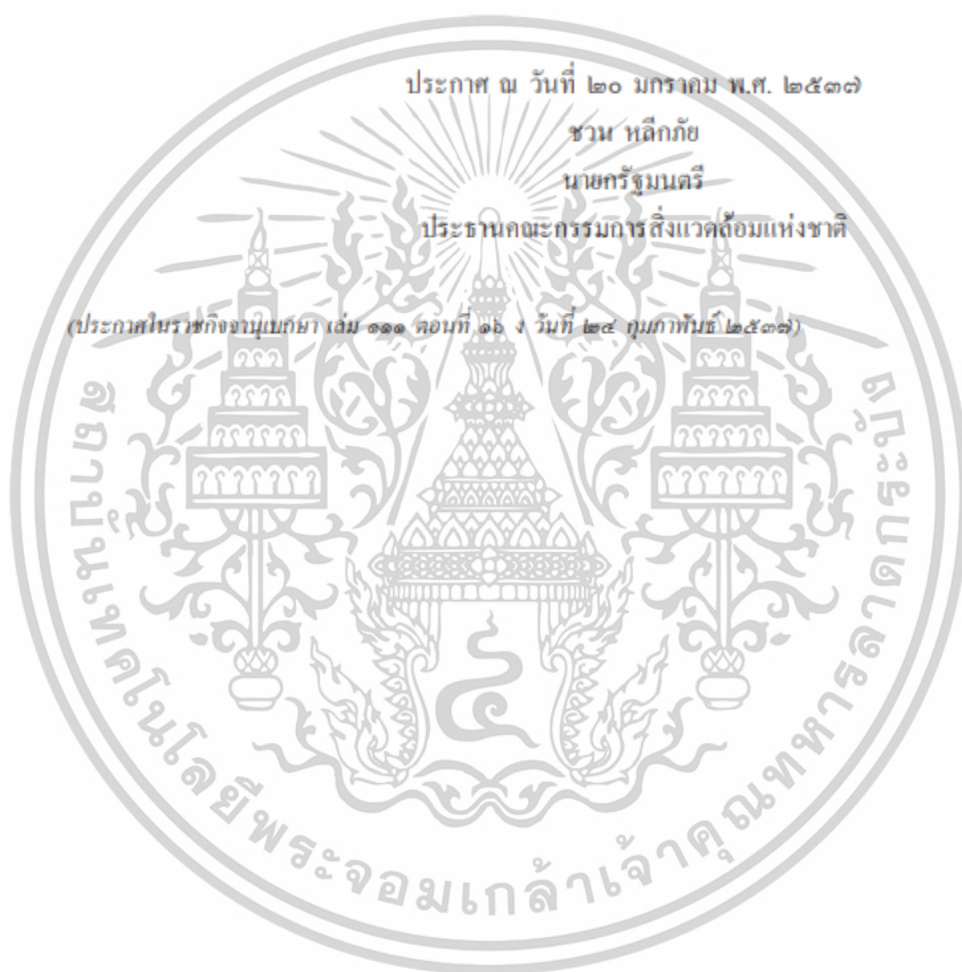 ประกาศ ณ วันที่ ๒๐ มกราคม พ.ศ. ๒๕๓๗
ชวน หลีกภัย
นายกรัฐมนตรี
ประธานคณะกรรมการสิ่งแวดล้อมแห่งชาติ
(ประกาศในราชกิจจานุเบกษา เล่ม ๑๑๑ ตอนที่ ๑๖ ง วันที่ ๒๔ กุมภาพันธ์ ๒๕๓๗)
สถาบันเทคโนโลยีพระจอมเกล้าเจ้าคุณทหารลาดกระบัง
๔